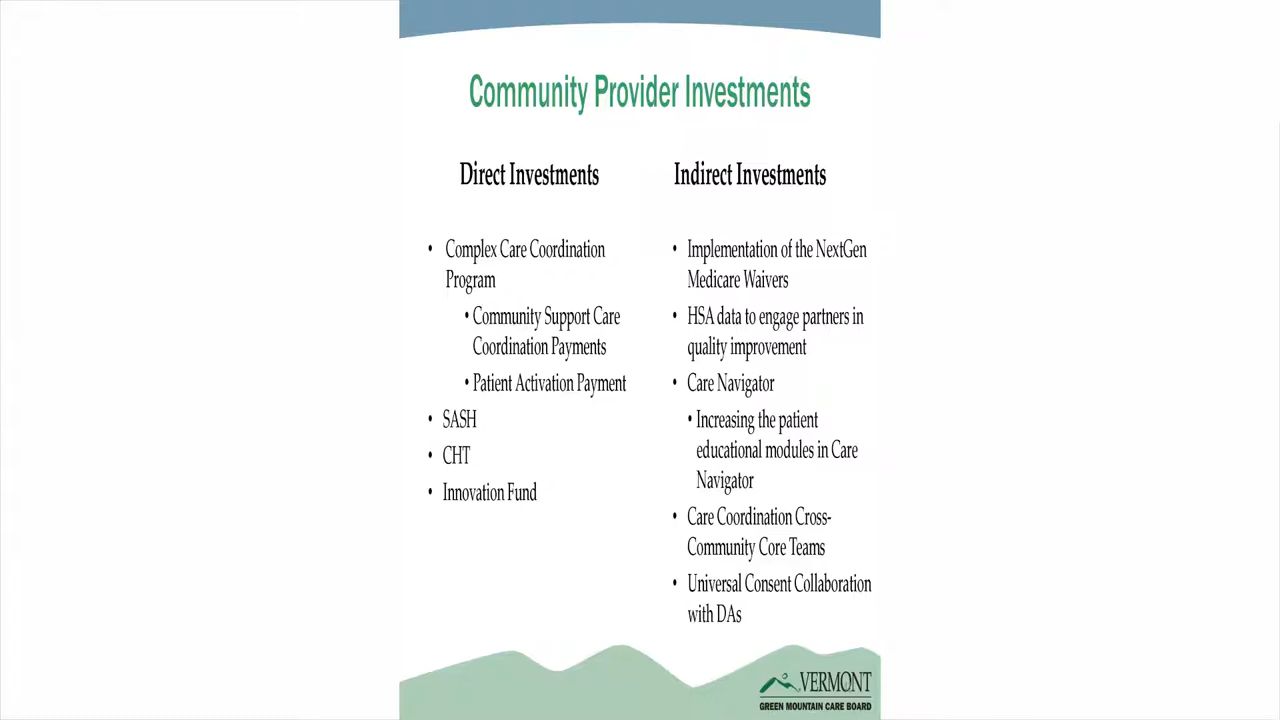 Community Provider Investments
Direct Investments
• Complex Care Coordination
Program
• Community Support Care
Coordination Payments
• Patient Activation Payment
• SASH
• CHT
• Innovation Fund
Indirect Investments
• Implementation of the NextGen
Medicare Waivers
• HSA data to engage partners in
quality improvement
• Care Navigator
• Increasing the patient
educational modules in Care
Navigator
• Care Coordination Cross-
Community Core Teams
• Universal Consent Collaboration
with DAs
VERMONT
GREEN MOUNTAIN CARE BOARD